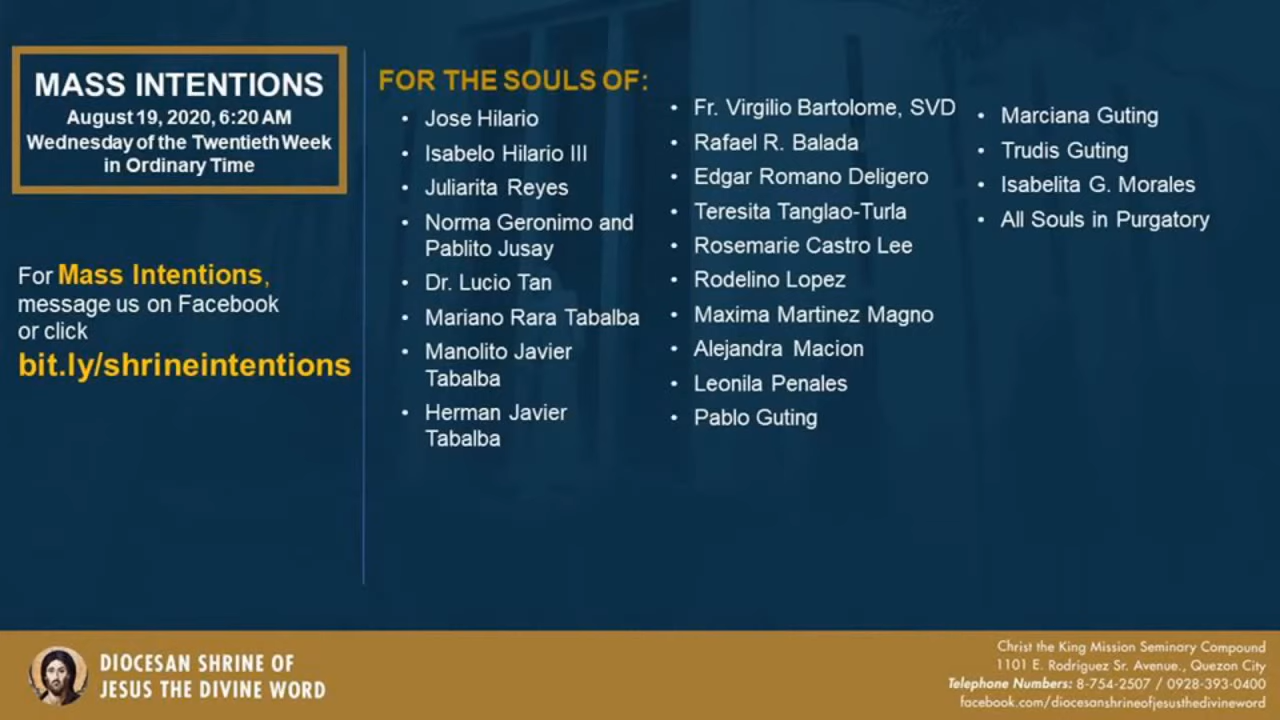 MASS INTENTIONS
August 19, 2020, 6:20 AM
Wednesday of the Twentieth Week
in Ordinary Time
For Mass Intentions,
message us on Facebook
or click
bit.ly/shrineintentions
FOR THE SOULS OF:
• Jose Hilario
• Isabelo Hilario III
• Juliarita Reyes
• Norma Geronimo and
Pablito Jusay
• Dr. Lucio Tan
• Mariano Rara Tabalba
• Manolito Javier
Tabalba
• Herman Javier
Tabalba
• Fr. Virgilio Bartolome, SVD
• Rafael R. Balada
• Edgar Romano Deligero
• Teresita Tanglao-Turla
• Rosemarie Castro Lee
• Rodelino Lopez
• Maxima Martinez Magno
• Alejandra Macion
• Leonila Penales
• Pablo Guting
• Marciana Guting
• Trudis Guting
• Isabelita G. Morales
• All Souls in Purgatory
DIOCESAN SHRINE OF
JESUS THE DIVINE WORD
Christ the King Mission Seminary Compound
1101 E. Rodriguez Sr. Avenue., Quezon City
Telephone Numbers: 8-754-2507 / 0928-393-0400
facebook.com/diocesanshrineofjesusthedivineword